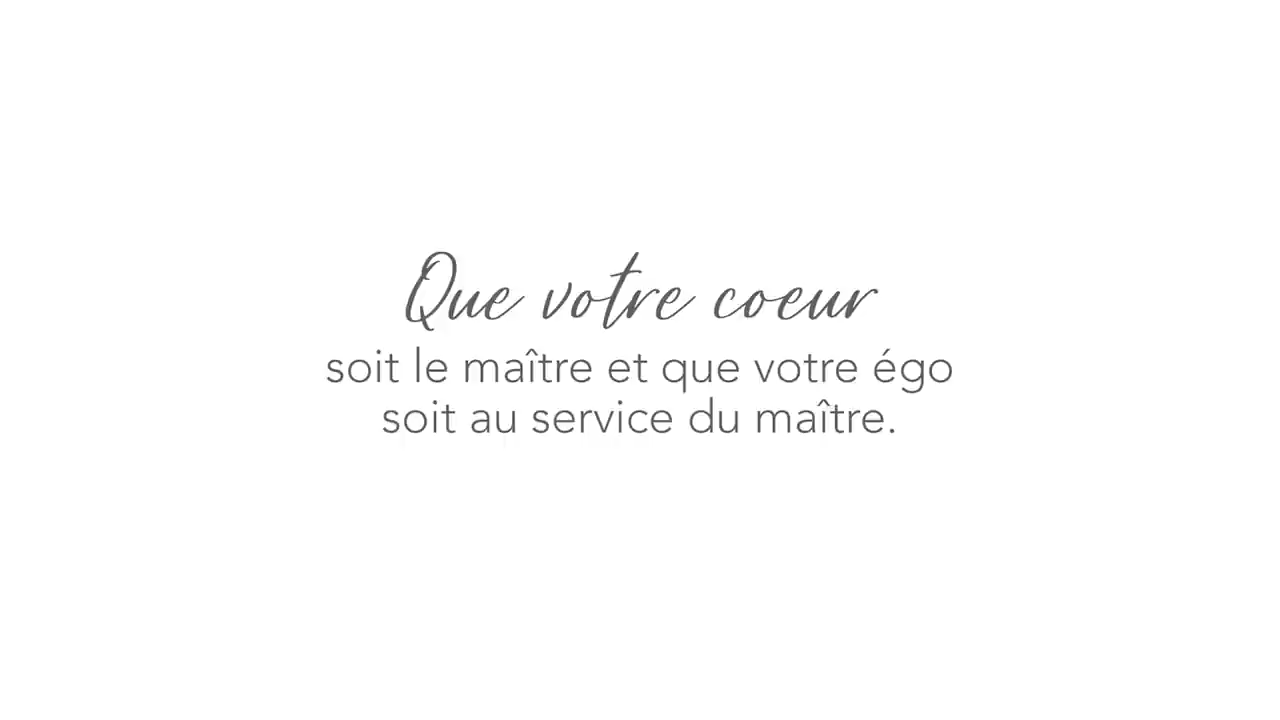 Que votre coeur
soit le maître et que votre égo
soit au service du maître.